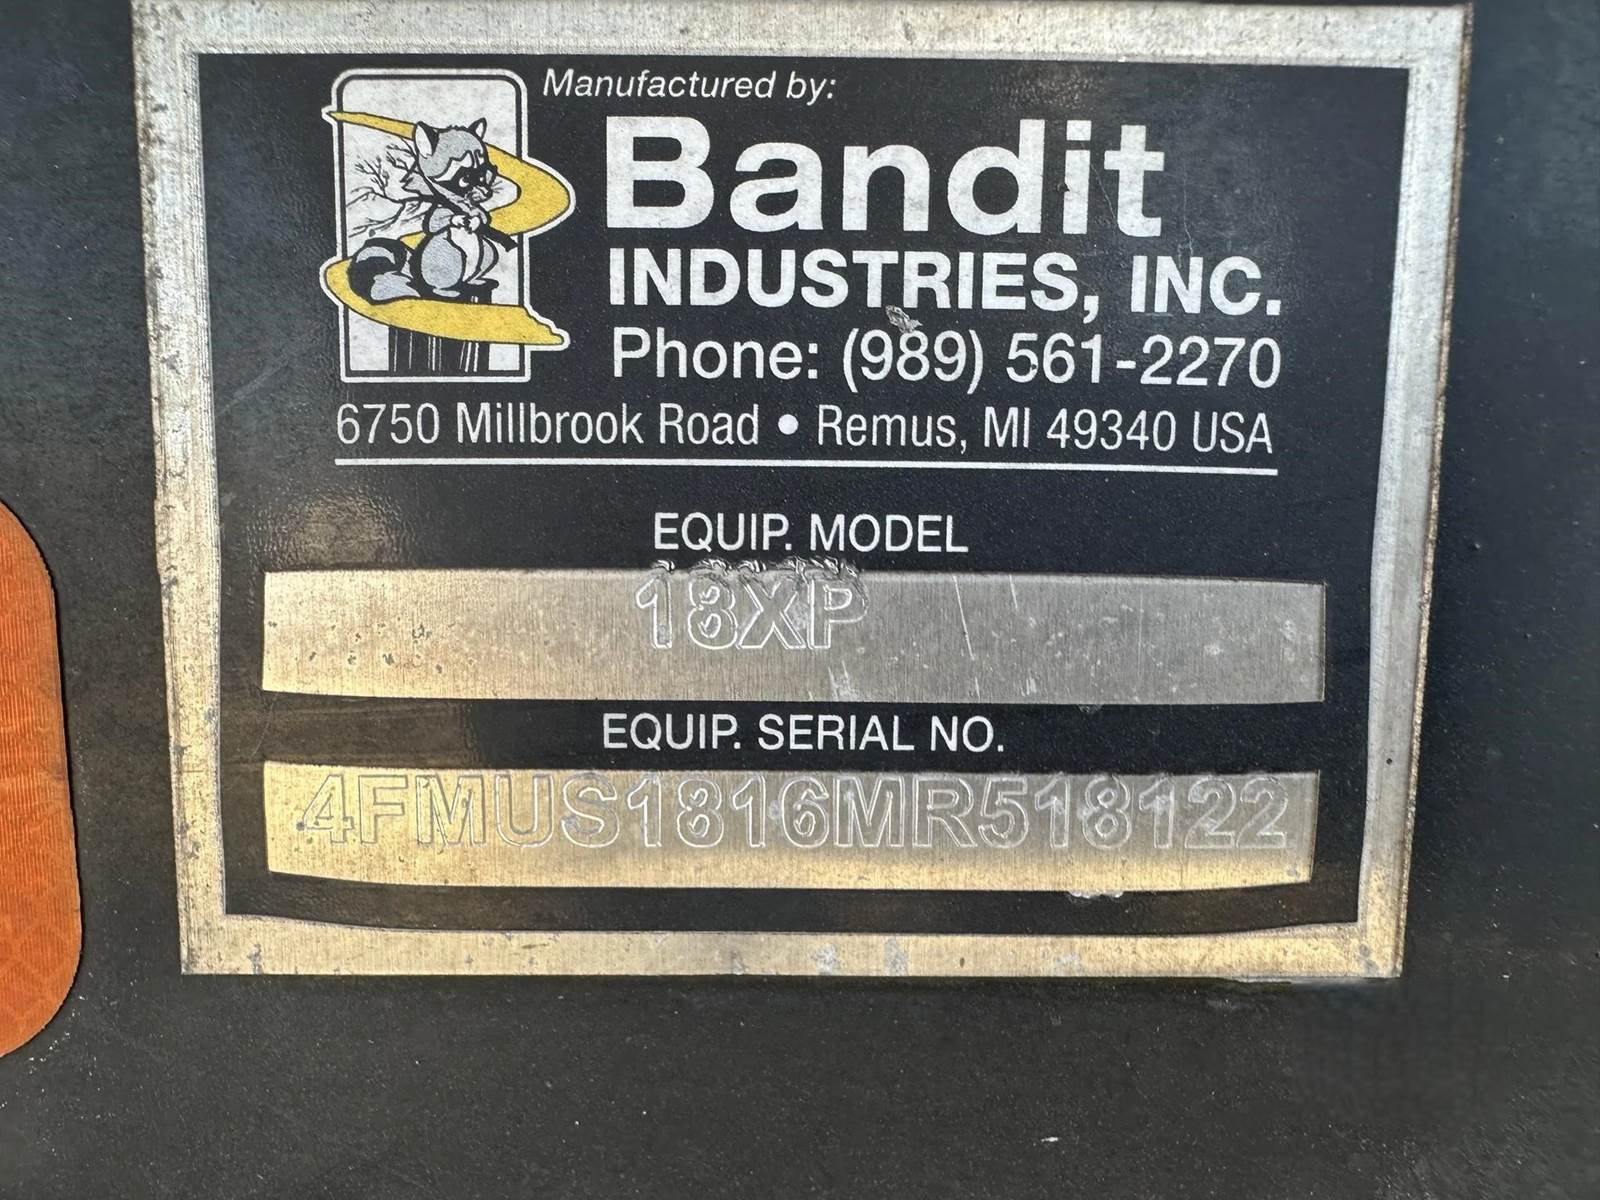 Manufactured by:
Bandit
INDUSTRIES, INC.
Phone: (989) 561-2270
6750 Millbrook Road • Remus, MI 49340 USA
EQUIP. MODEL
18XP
EQUIP. SERIAL NO.
4FMUS1816MR518122